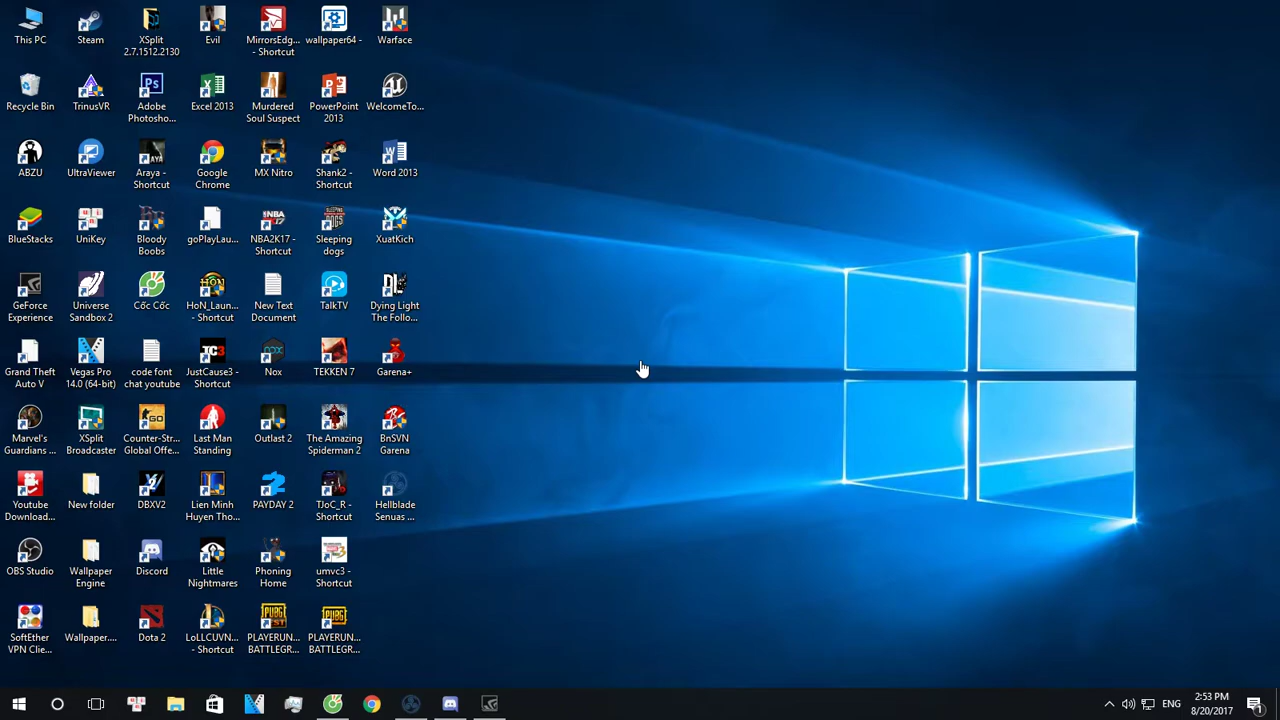 This PC
Steam
XSplit
2.7.1512.2130
Evil
MirrorsEdg...
- Shortcut
wallpaper64 -
Warface
Recycle Bin
TrinusVR
Adobe
Photosho...
Excel 2013
Murdered
Soul Suspect
PowerPoint
2013
WelcomeTo...
ABZU
UltraViewer
Araya -
Shortcut
Google
Chrome
MX Nitro
Shank2 -
Shortcut
Word 2013
BlueStacks
UniKey
Bloody
Boobs
goPlayLau...
NBA2K17 -
Shortcut
Sleeping
dogs
XuatKich
GeForce
Experience
Universe
Sandbox 2
Cốc Cốc
HoN_Laun...
- Shortcut
New Text
Document
TalkTV
Dying Light
The Follo...
Grand Theft
Auto V
Vegas Pro
14.0 (64-bit)
code font
chat youtube
JustCause3 -
Shortcut
Nox
TEKKEN 7
Garena+
Marvel's
Guardians ...
XSplit
Broadcaster
Counter-Str...
Global Offe...
Last Man
Standing
Outlast 2
The Amazing
Spiderman 2
BnSVN
Garena
Youtube
Download...
New folder
DBXV2
Lien Minh
Huyen Tho...
PAYDAY 2
TJoC_R -
Shortcut
Hellblade
Senuas ...
OBS Studio
Wallpaper
Engine
Discord
Little
Nightmares
Phoning
Home
umvc3 -
Shortcut
SoftEther
VPN Clie...
Wallpaper....
Dota 2
LoLLCUVN...
- Shortcut
PLAYERUN...
BATTLEGR...
PLAYERUN...
BATTLEGR...
ENG
2:53 PM
8/20/2017
1